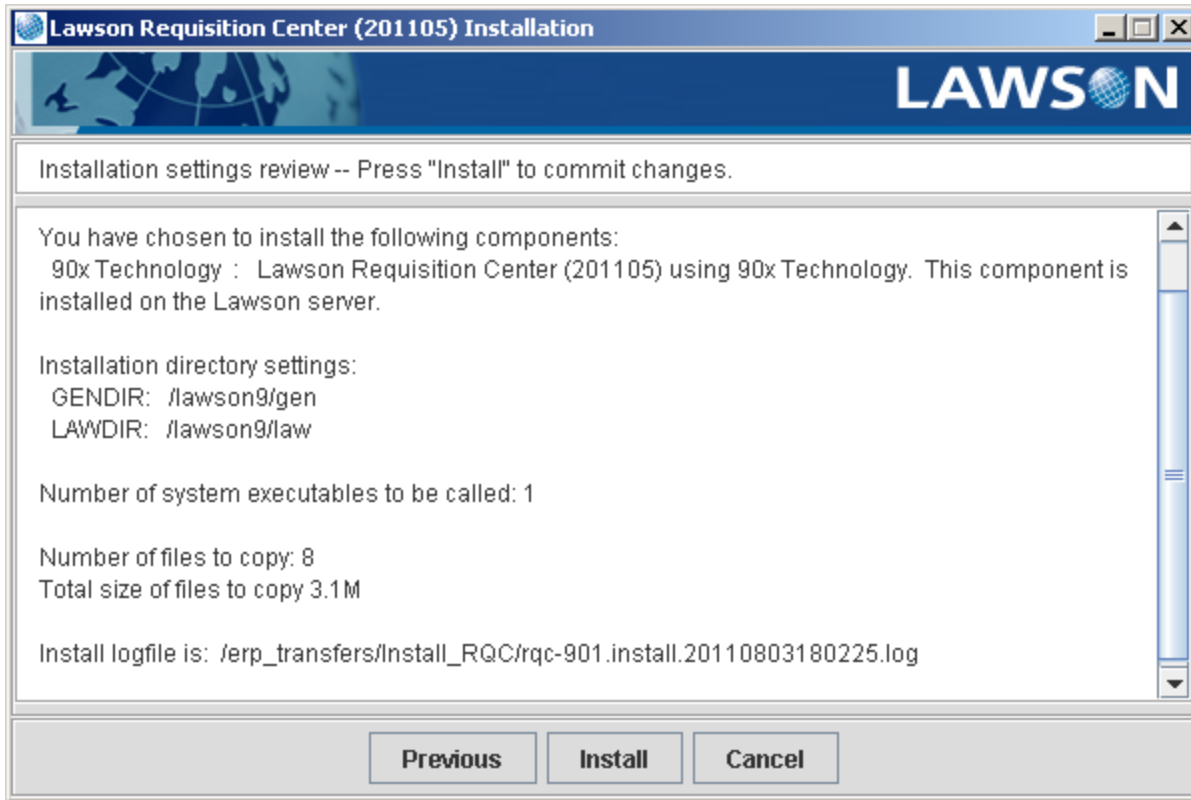 Lawson Requisition Center (201105) Installation
LAWSON
Installation settings review -- Press "Install" to commit changes.
You have chosen to install the following components:
90x Technology :   Lawson Requisition Center (201105) using 90x Technology.  This component is
installed on the Lawson server.
Installation directory settings:
GENDIR:  /lawson9/gen
LAWDIR:  /lawson9/law
Number of system executables to be called: 1
Number of files to copy: 8
Total size of files to copy 3.1M
Install logfile is:  /erp_transfers/Install_RQC/rqc-901.install.20110803180225.log
Previous Install Cancel